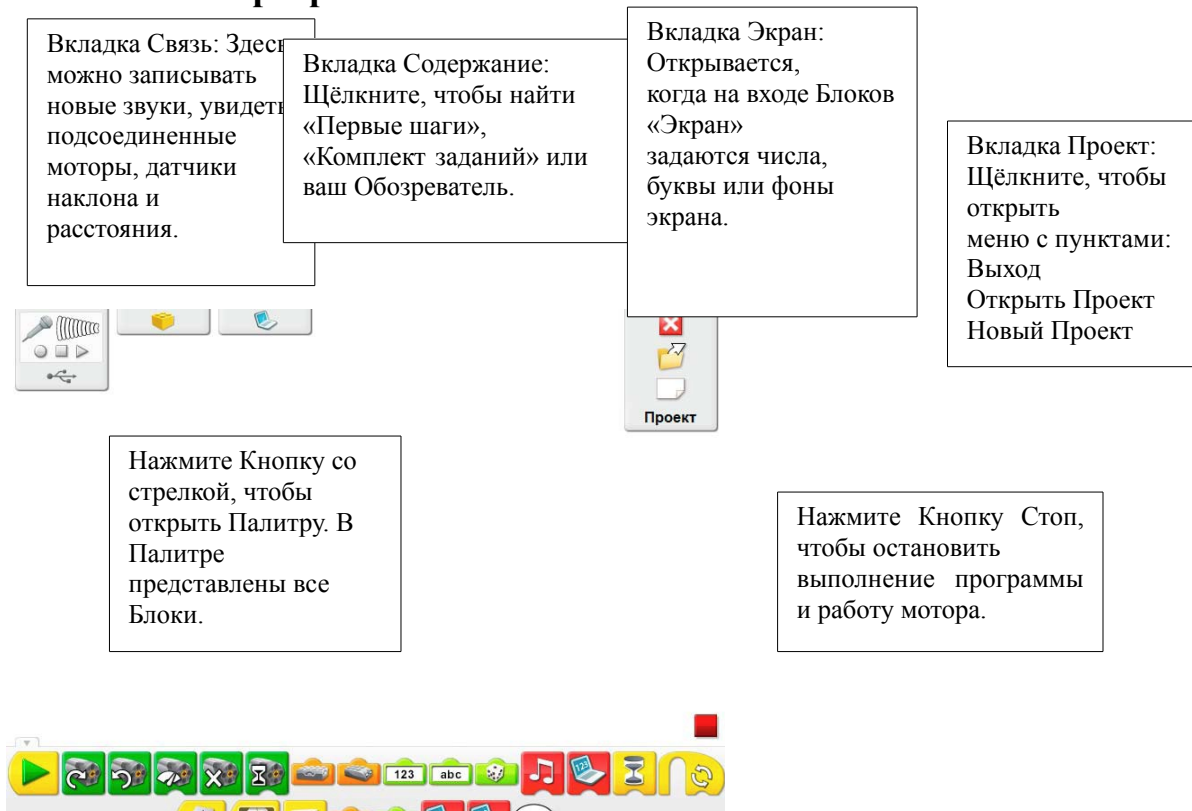 Вкладка Связь: Здесь
можно записывать
новые звуки, увидеть
подсоединенные
моторы, датчики
наклона и
расстояния.
Вкладка Содержание:
Щёлкните, чтобы найти
«Первые шаги»,
«Комплект заданий» или
ваш Обозреватель.
Вкладка Экран:
Открывается,
когда на входе Блоков
«Экран»
задаются числа,
буквы или фоны
экрана.
Вкладка Проект:
Щёлкните, чтобы
открыть
меню с пунктами:
Выход
Открыть Проект
Новый Проект
Проект
Нажмите Кнопку со
стрелкой, чтобы
открыть Палитру. В
Палитре
представлены все
Блоки.
Нажмите Кнопку Стоп,
чтобы остановить
выполнение программы
и работу мотора.
123
abc
123